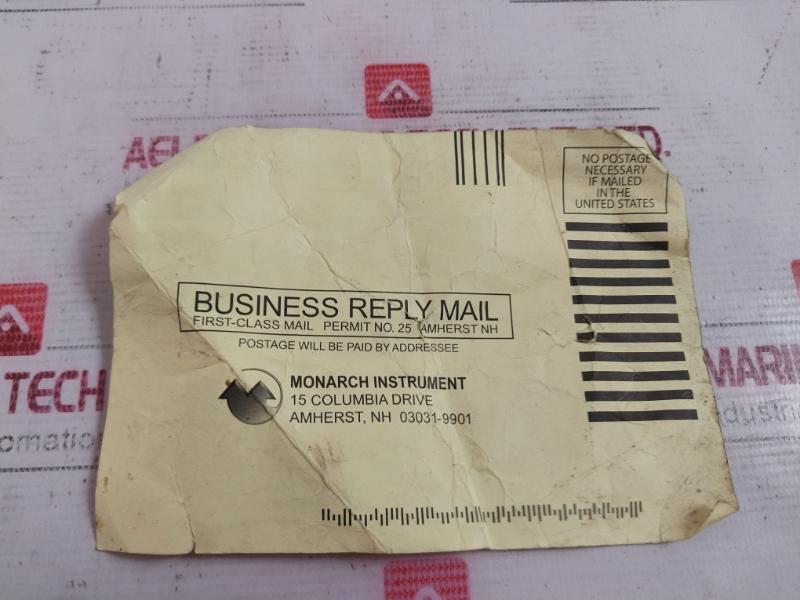 NO POSTAGE
NECESSARY
IF MAILED
IN THE
UNITED STATES
BUSINESS REPLY MAIL
FIRST-CLASS MAIL PERMIT NO. 25 AMHERST NH
POSTAGE WILL BE PAID BY ADDRESSEE
MONARCH INSTRUMENT
15 COLUMBIA DRIVE
AMHERST, NH 03031-9901
TECH